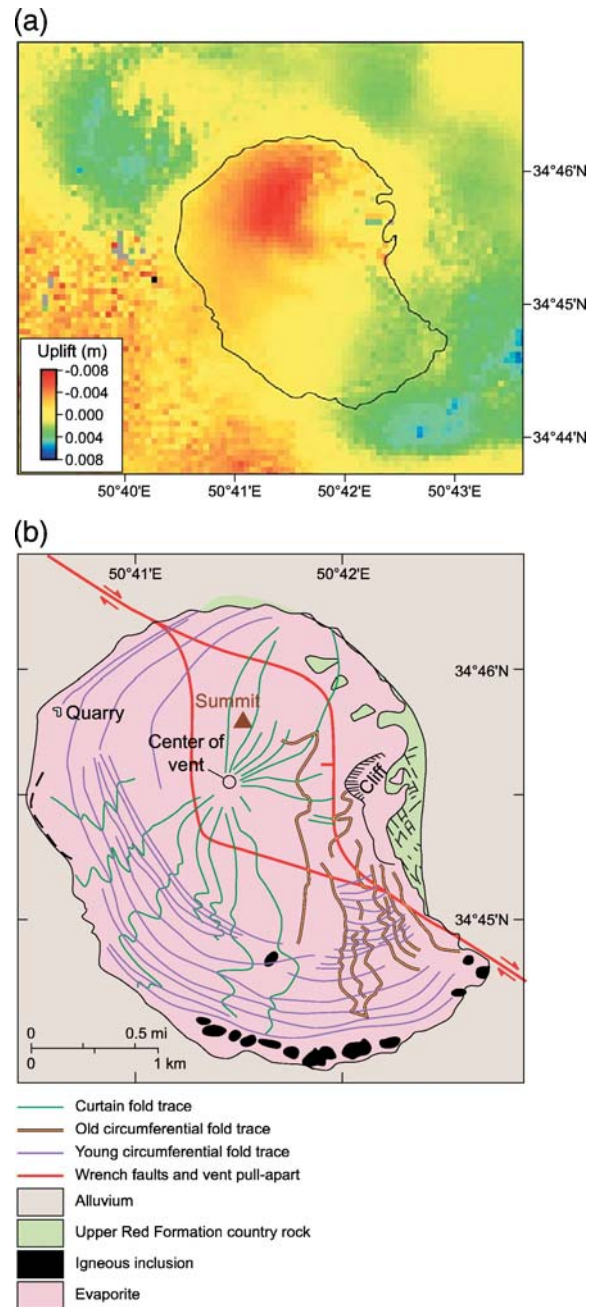 (a)
34°46'N
34°45'N
34°44'N
Uplift (m)
-0.008
-0.004
0.000
0.004
0.008
50°40'E 50°41'E 50°42'E 50°43'E
(b)
50°41'E 50°42'E
34°46'N
34°45'N
Quarry
Summit
Center of
vent
Cliff
0 0.5 mi
0 1 km
Curtain fold trace
Old circumferential fold trace
Young circumferential fold trace
Wrench faults and vent pull-apart
Alluvium
Upper Red Formation country rock
Igneous inclusion
Evaporite